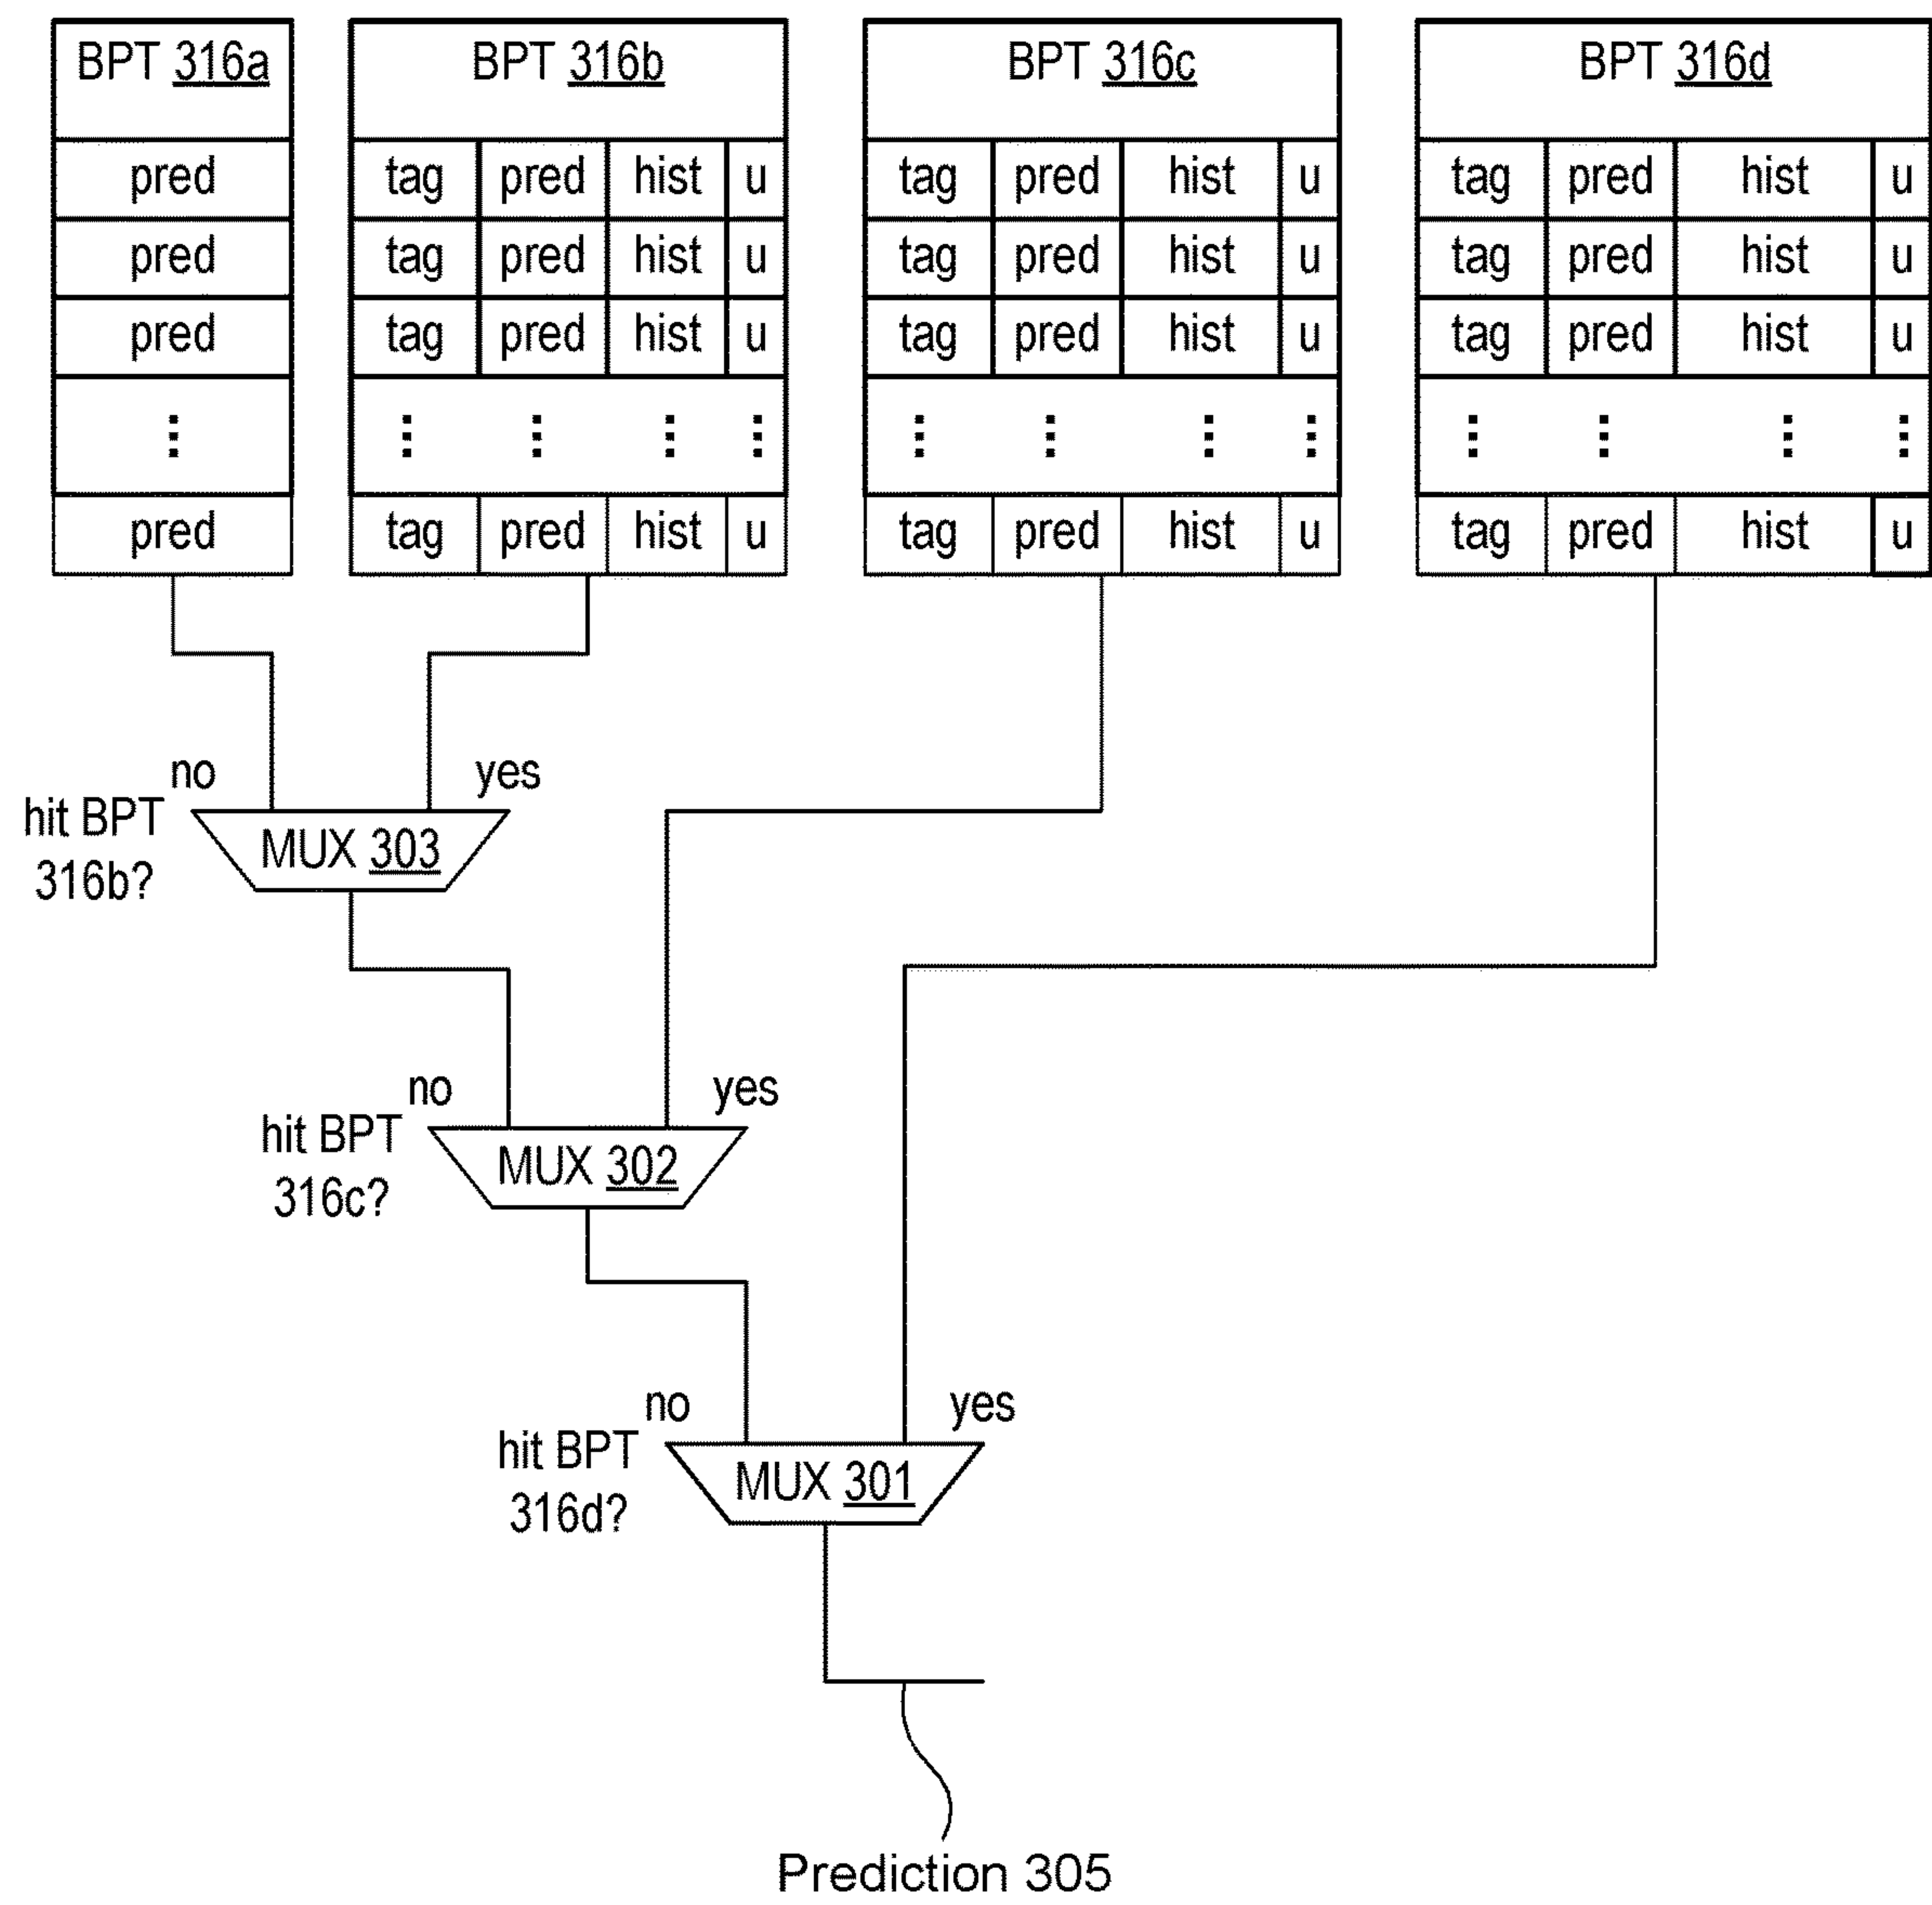 BPT 316a BPT 316b BPT 316c BPT 316d
pred tag pred hist u tag pred hist u tag pred hist u
pred tag pred hist u tag pred hist u tag pred hist u
pred tag pred hist u tag pred hist u tag pred hist u
pred tag pred hist u tag pred hist u tag pred hist u
no yes
hit BPT
316b?
MUX 303
no yes
hit BPT
316c?
MUX 302
no yes
hit BPT
316d?
MUX 301
Prediction 305